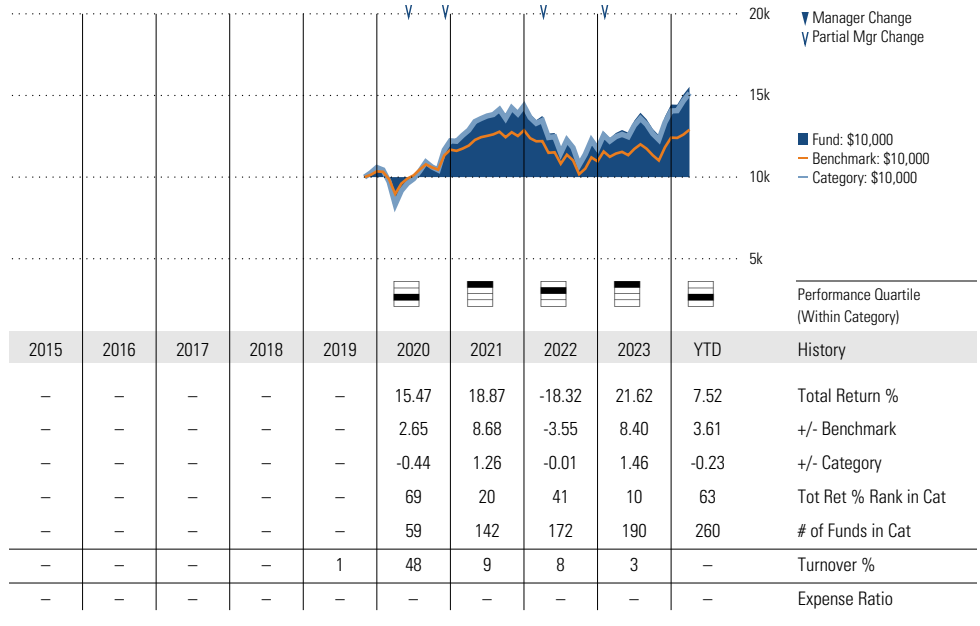 20k
▼ Manager Change
Partial Mgr Change
15k
Fund: $10,000
Benchmark: $10,000
Category: $10,000
10k
5k
Performance Quartile
(Within Category)
2015 2016 2017 2018 2019 2020 2021 2022 2023 YTD History
– – – – – 15.47 18.87 -18.32 21.62 7.52 Total Return %
– – – – – 2.65 8.68 -3.55 8.40 3.61 +/- Benchmark
– – – – – -0.44 1.26 -0.01 1.46 -0.23 +/- Category
– – – – – 69 20 41 10 63 Tot Ret % Rank in Cat
– – – – – 59 142 172 190 260 # of Funds in Cat
– – – – 1 48 9 8 3 – Turnover %
– – – – – – – – – – Expense Ratio